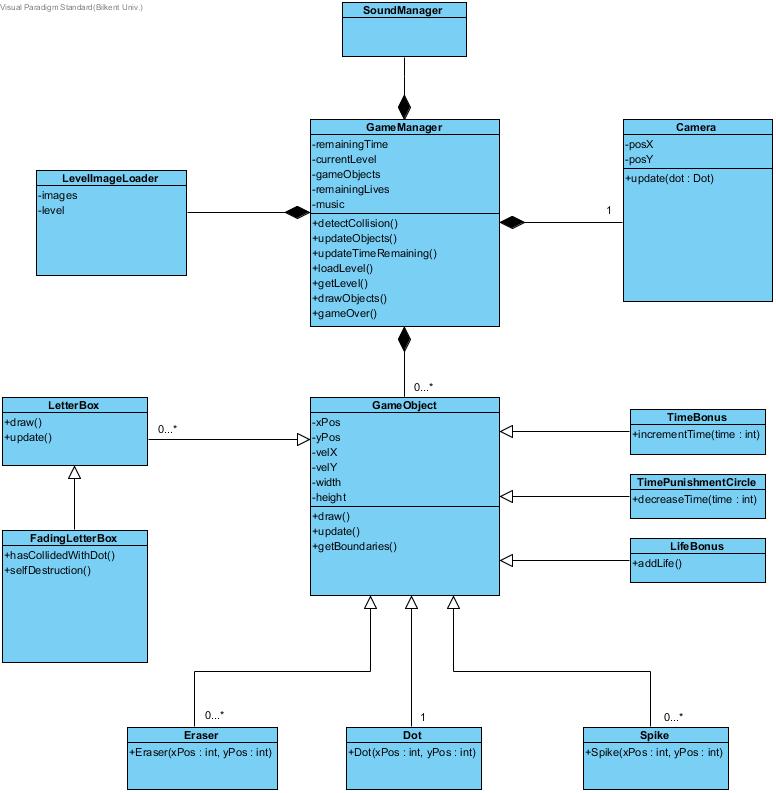 Visual Paradigm Standard(Bilkent Univ.)
SoundManager
GameManager
-remainingTime
-currentLevel
-gameObjects
-remainingLives
-music
+detectCollision()
+updateObjects()
+updateTimeRemaining()
+loadLevel()
+getLevel()
+drawObjects()
+gameOver()
Camera
-posX
-posY
+update(dot : Dot)
1
LevelImageLoader
-images
-level
0...*
LetterBox
+draw()
+update()
0...*
GameObject
-xPos
-yPos
-velX
-velY
-width
-height
+draw()
+update()
+getBoundaries()
TimeBonus
+incrementTime(time : int)
TimePunishmentCircle
+decreaseTime(time : int)
LifeBonus
+addLife()
FadingLetterBox
+hasCollidedWithDot()
+selfDestruction()
0...*
1
0...*
Eraser
+Eraser(xPos : int, yPos : int)
Dot
+Dot(xPos : int, yPos : int)
Spike
+Spike(xPos : int, yPos : int)